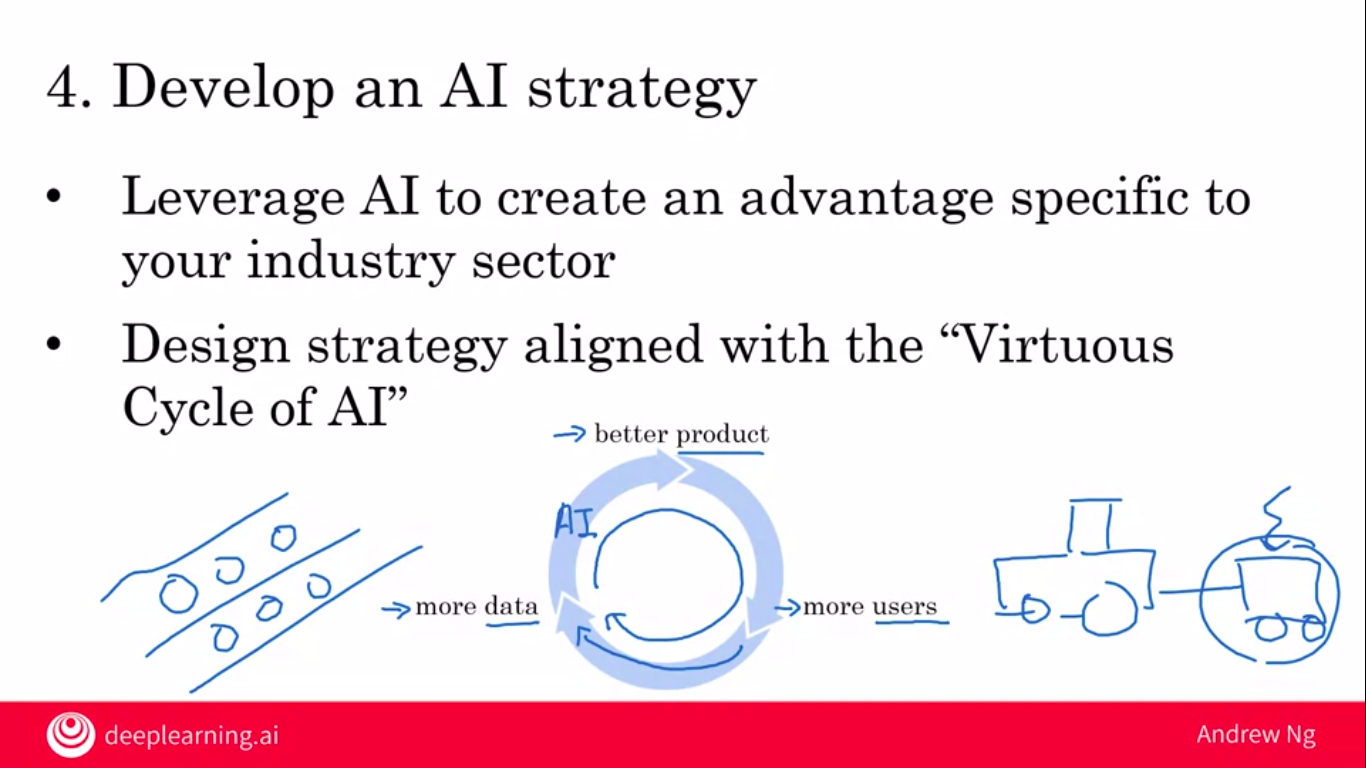 4. Develop an AI strategy
• Leverage AI to create an advantage specific to
your industry sector
• Design strategy aligned with the “Virtuous
Cycle of AI”
→ better product
AI
→ more data
→ more users
deeplearning.ai
Andrew Ng